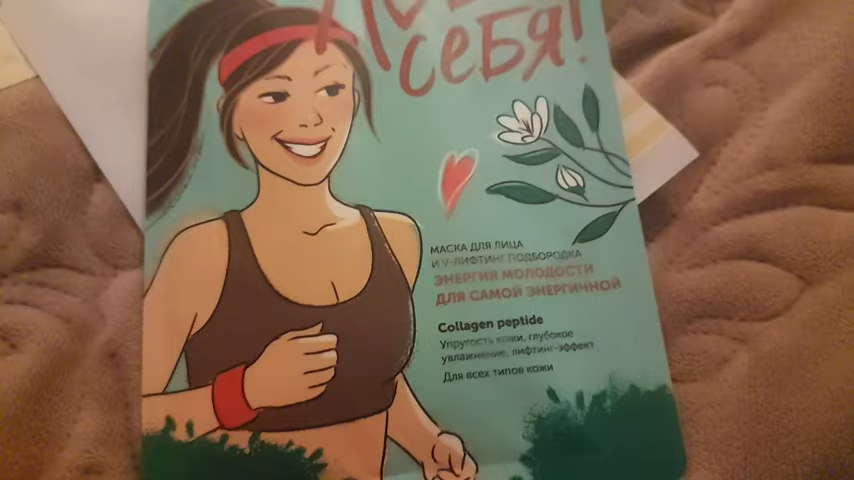 себя!
МАСКА ДЛЯ ЛИЦА
И V-ЛИФТИНГ ПОДБОРОДКА
ЭНЕРГИЯ МОЛОДОСТИ
ДЛЯ САМОЙ ЭНЕРГИЧНОЙ
Collagen peptide
Упругость кожи, глубокое
увлажнение, лифтинг-эффект
Для всех типов кожи